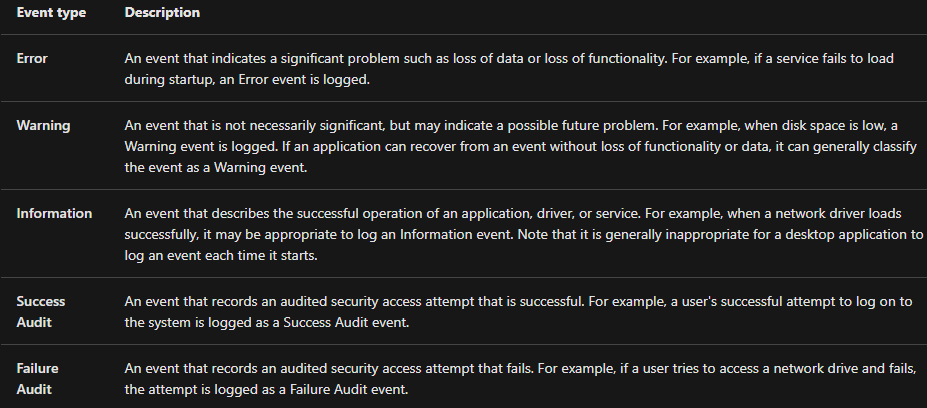 Event type Description
Error An event that indicates a significant problem such as loss of data or loss of functionality. For example, if a service fails to load
during startup, an Error event is logged.
Warning An event that is not necessarily significant, but may indicate a possible future problem. For example, when disk space is low, a
Warning event is logged. If an application can recover from an event without loss of functionality or data, it can generally classify
the event as a Warning event.
Information An event that describes the successful operation of an application, driver, or service. For example, when a network driver loads
successfully, it may be appropriate to log an Information event. Note that it is generally inappropriate for a desktop application to
log an event each time it starts.
Success An event that records an audited security access attempt that is successful. For example, a user's successful attempt to log on to
Audit the system is logged as a Success Audit event.
Failure An event that records an audited security access attempt that fails. For example, if a user tries to access a network drive and fails,
Audit the attempt is logged as a Failure Audit event.